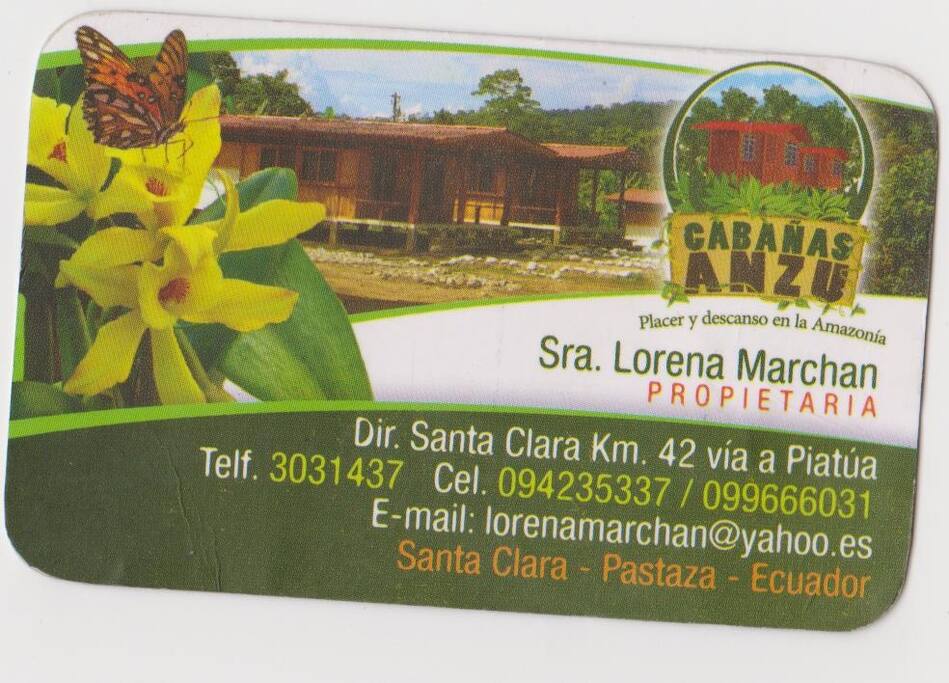 CABAÑAS
ANZU
Placer y descanso en la Amazonía
Sra. Lorena Marchan
PROPIETARIA
Dir. Santa Clara Km. 42 vía a Piatúa
Telf. 3031437 Cel. 094235337 / 099666031
E-mail: lorenamarchan@yahoo.es
Santa Clara - Pastaza - Ecuador